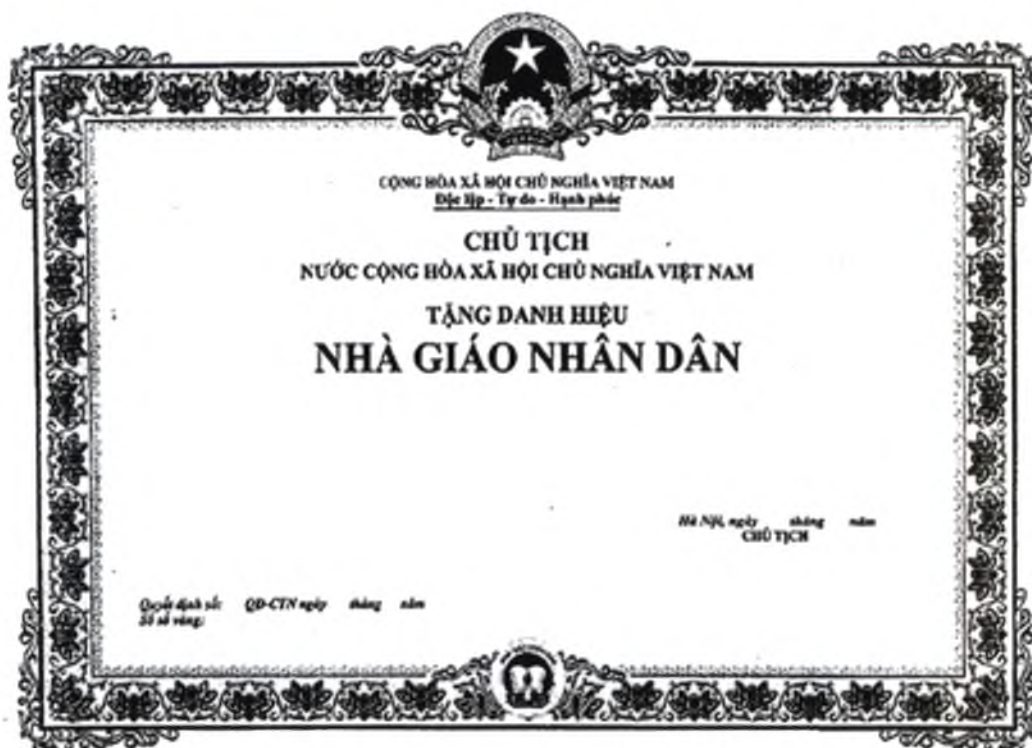 CỘNG HÒA XÃ HỘI CHỦ NGHĨA VIỆT NAM
Độc lập - Tự do - Hạnh phúc
CHỦ TỊCH
NƯỚC CỘNG HÒA XÃ HỘI CHỦ NGHĨA VIỆT NAM
TẶNG DANH HIỆU
NHÀ GIÁO NHÂN DÂN
Hà Nội, ngày tháng năm
CHỦ TỊCH
Quyết định số: QĐ-CTN ngày tháng năm
Số sổ vàng: